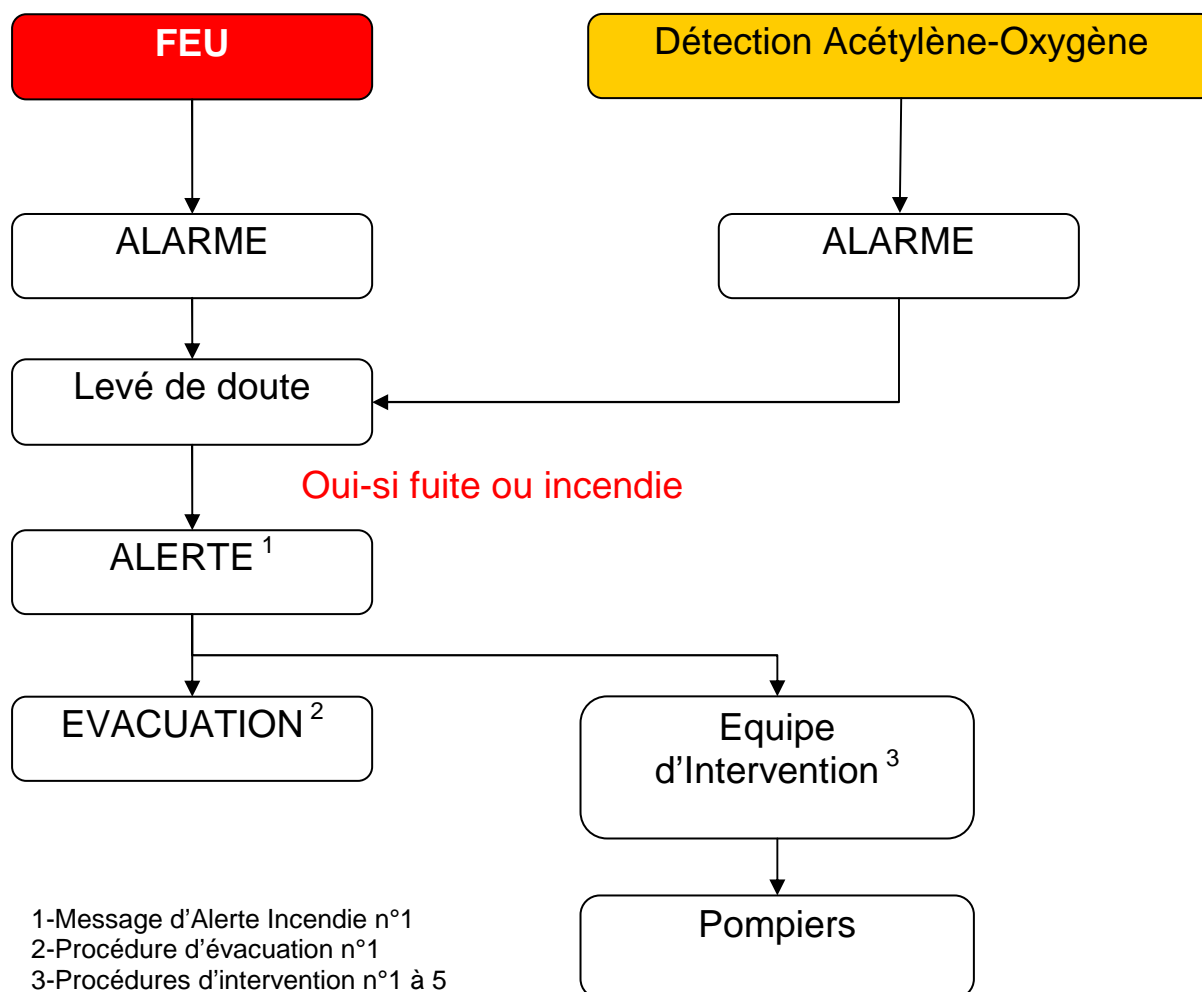 FEU
Détection Acétylène-Oxygène
ALARME
ALARME
Levé de doute
Oui-si fuite ou incendie
ALERTE 1
EVACUATION 2
Equipe
d’Intervention 3
Pompiers
1-Message d’Alerte Incendie n°1
2-Procédure d’évacuation n°1
3-Procédures d’intervention n°1 à 5